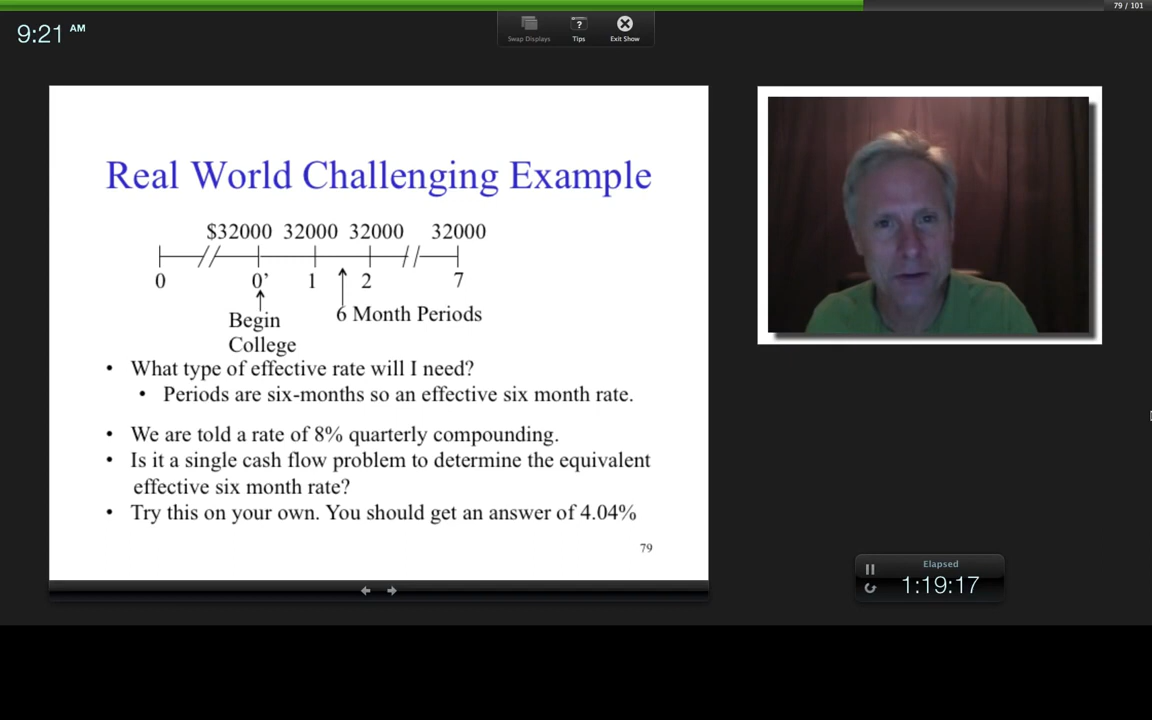 79 / 101
9:21 AM
Swap Displays
Tips
Exit Show
Real World Challenging Example
$32000 32000 32000 32000
0 0’ 1 2 7
6 Month Periods
Begin
College
• What type of effective rate will I need?
• Periods are six-months so an effective six month rate.
• We are told a rate of 8% quarterly compounding.
• Is it a single cash flow problem to determine the equivalent
effective six month rate?
• Try this on your own. You should get an answer of 4.04%
79
Elapsed
1:19:17